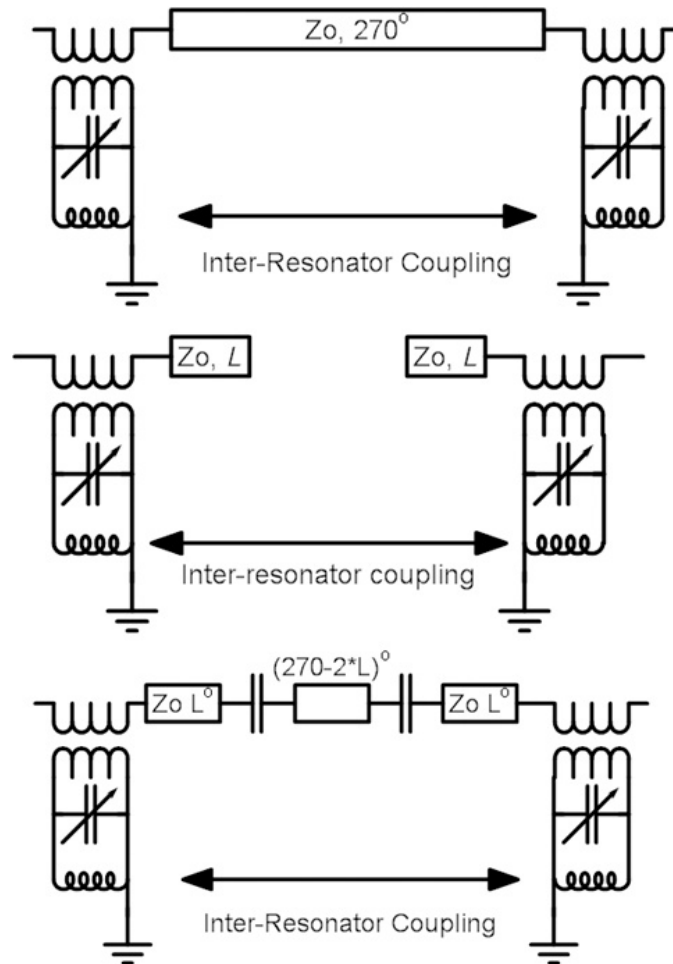 Zo, 270°
Inter-Resonator Coupling
Zo, L Zo, L
Inter-resonator coupling
(270-2*L)°
Zo L° Zo L°
Inter-Resonator Coupling